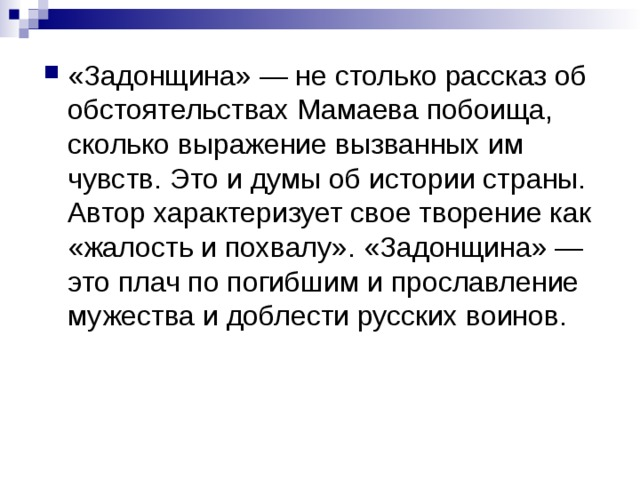 «Задонщина» — не столько рассказ об
обстоятельствах Мамаева побоища,
сколько выражение вызванных им
чувств. Это и думы об истории страны.
Автор характеризует свое творение как
«жалость и похвалу». «Задонщина» —
это плач по погибшим и прославление
мужества и доблести русских воинов.